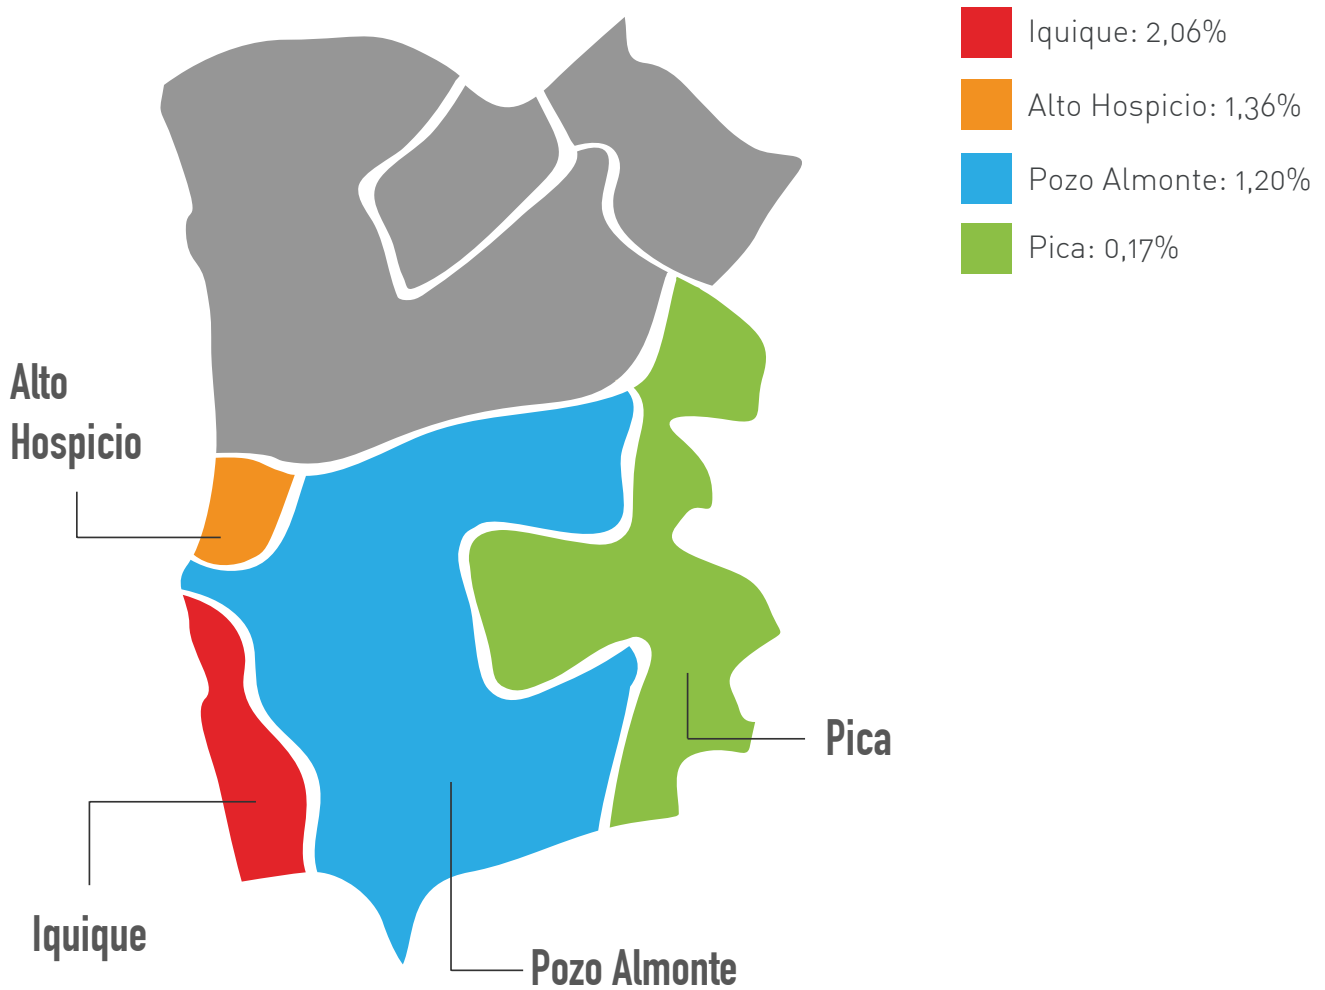 Iquique: 2,06%
Alto Hospicio: 1,36%
Pozo Almonte: 1,20%
Pica: 0,17%
Alto
Hospicio
Pica
Iquique
Pozo Almonte